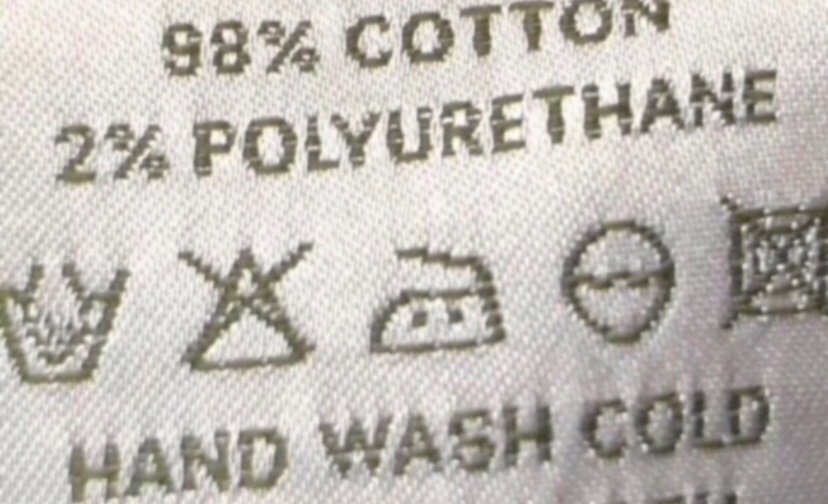 98% COTTON
2% POLYURETHANE
HAND WASH COLD